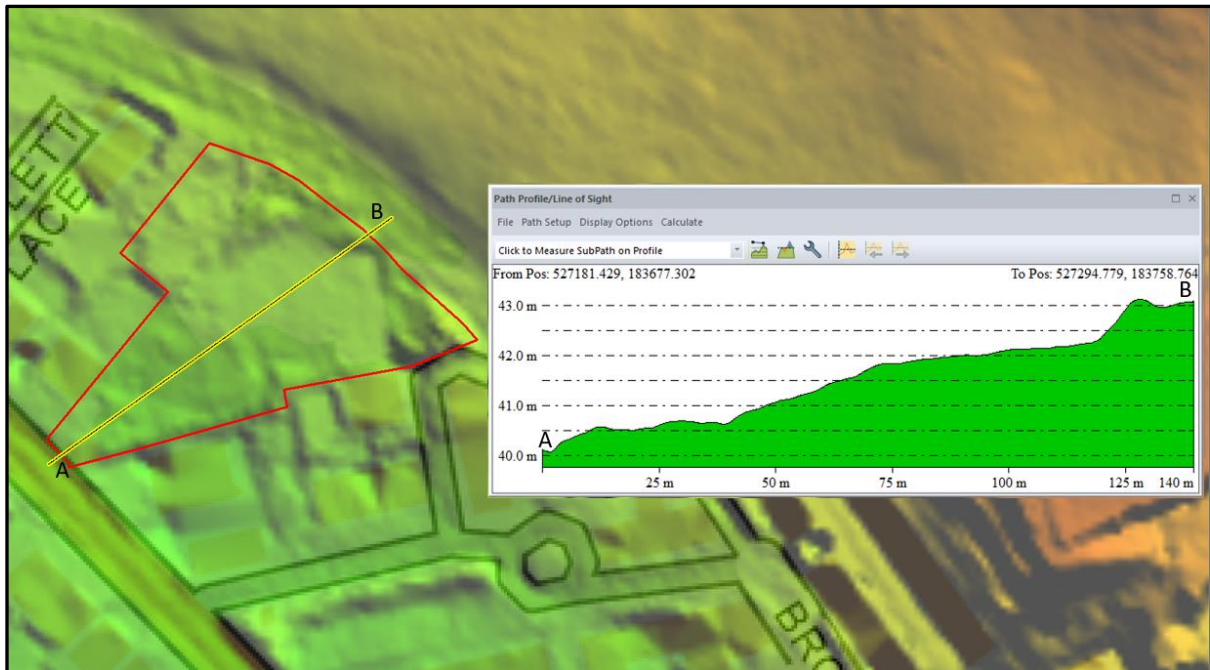 LETT
LACE
B
A
Path Profile/Line of Sight
File Path Setup Display Options Calculate
Click to Measure SubPath on Profile
From Pos: 527181.429, 183677.302
To Pos: 527294.779, 183758.764
43.0 m
42.0 m
41.0 m
40.0 m
A
B
25 m
50 m
75 m
100 m
125 m
140 m
BRO